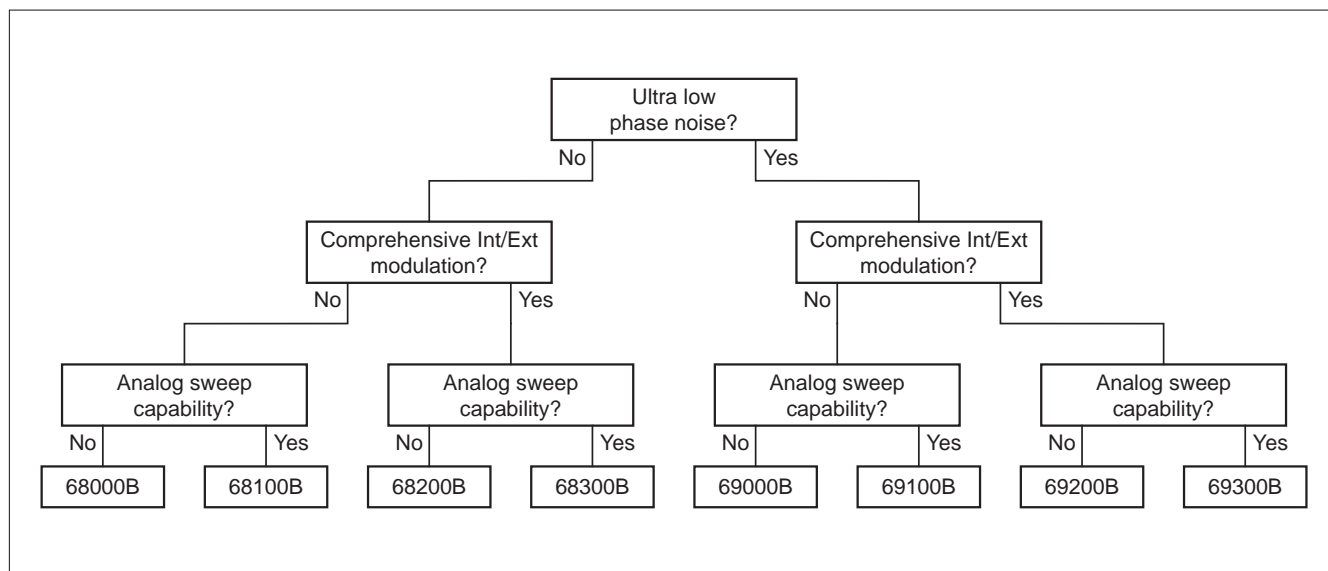 Ultra low
phase noise?
No
Yes
Comprehensive Int/Ext
modulation?
Comprehensive Int/Ext
modulation?
No
Yes
No
Yes
Analog sweep
capability?
Analog sweep
capability?
Analog sweep
capability?
Analog sweep
capability?
No
Yes
No
Yes
No
Yes
No
Yes
68000B
68100B
68200B
68300B
69000B
69100B
69200B
69300B